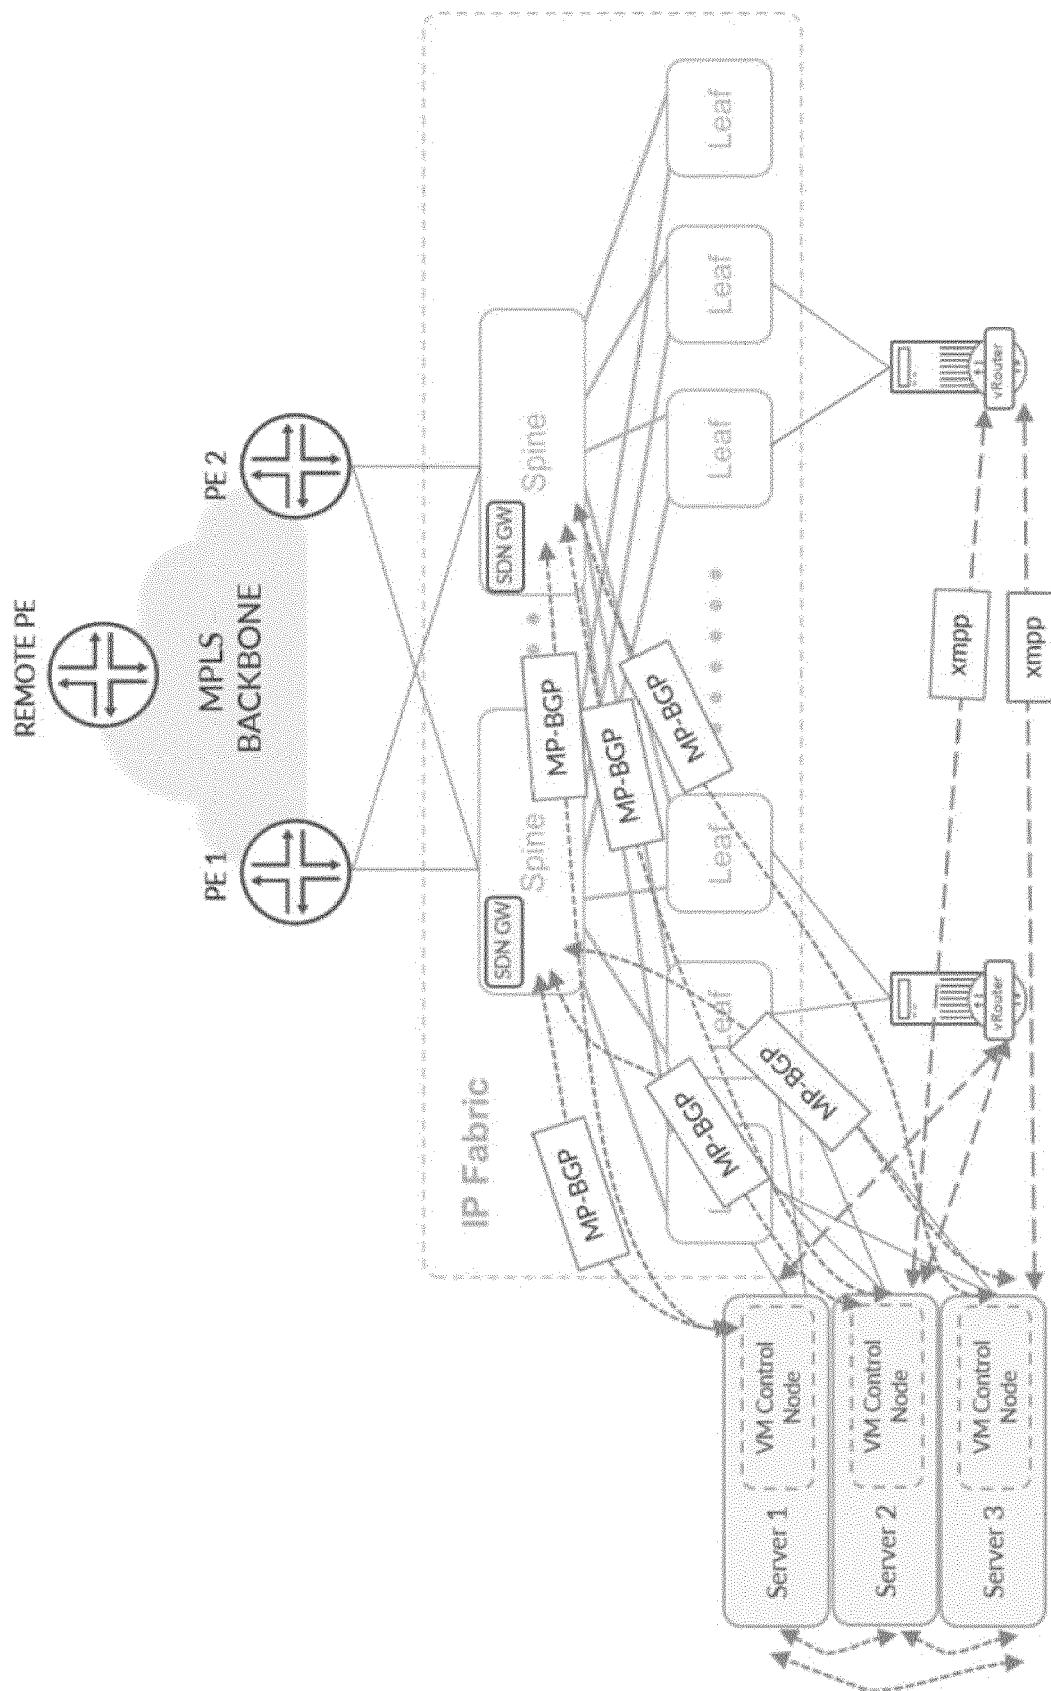 REMOTE PE
MPLS
BACKBONE
PE 1
PE 2
IP Fabric
SDN GW
Spine
SDN GW
Spine
MP-BGP
MP-BGP
MP-BGP
MP-BGP
MP-BGP
MP-BGP
Leaf
Leaf
Leaf
Leaf
Leaf
vRouter
vRouter
xmpp
xmpp
Server 1
VM Control
Node
Server 2
VM Control
Node
Server 3
VM Control
Node